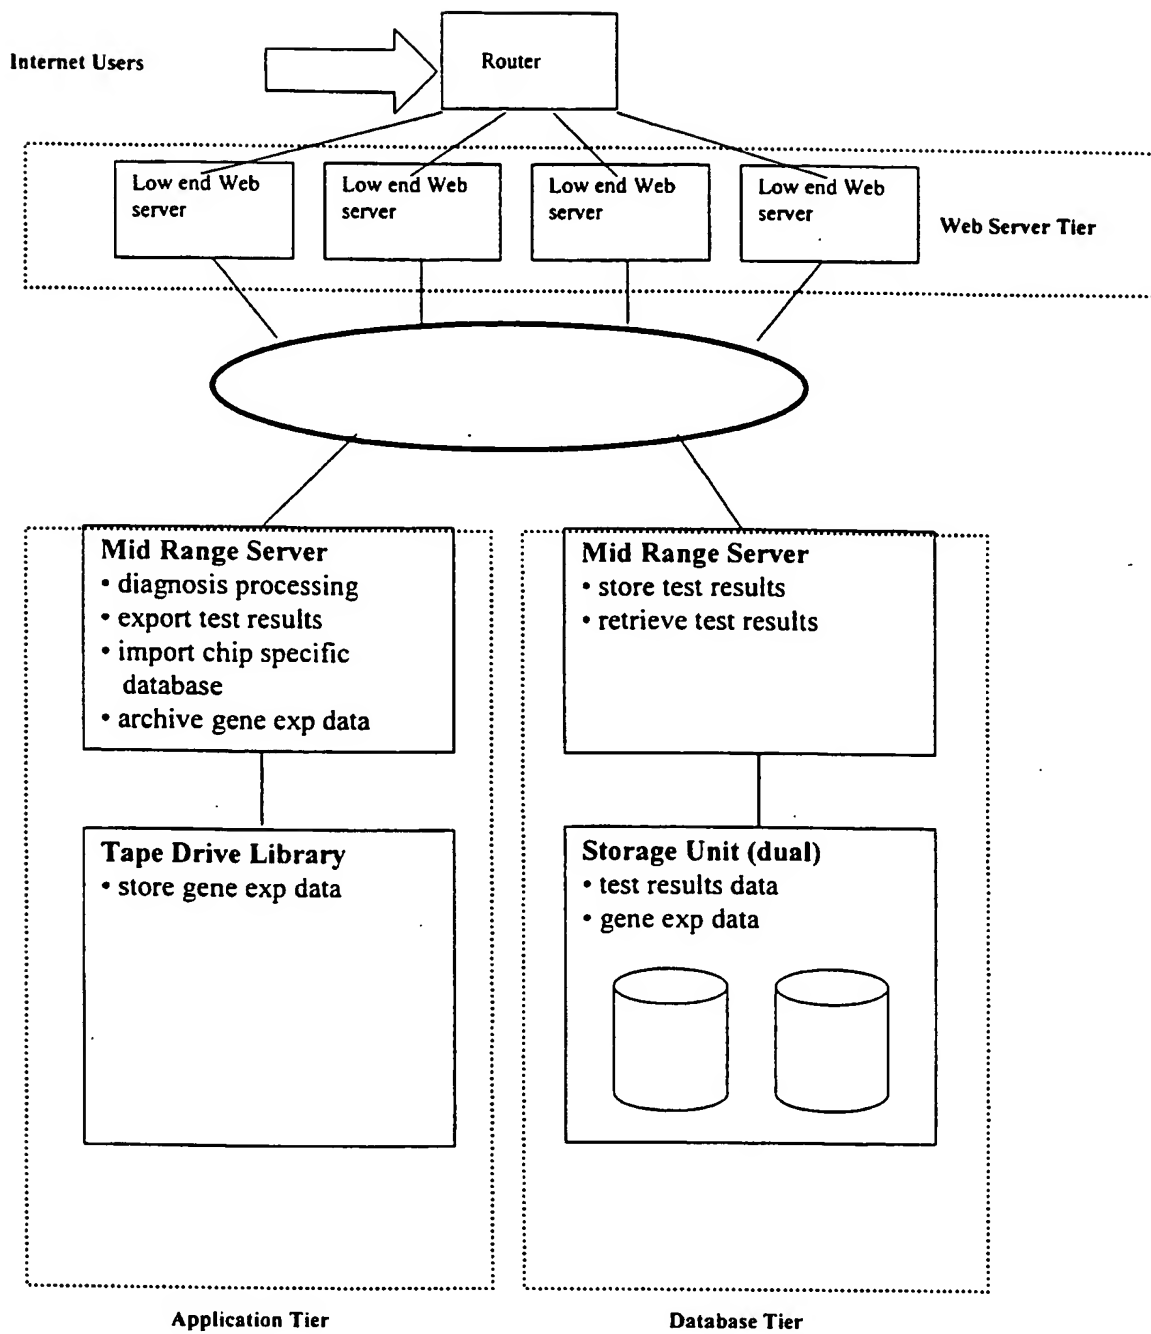 Internet Users
Router
Low end Web
server
Low end Web
server
Low end Web
server
Low end Web
server
Web Server Tier
Mid Range Server
• diagnosis processing
• export test results
• import chip specific
database
• archive gene exp data
Mid Range Server
• store test results
• retrieve test results
Tape Drive Library
• store gene exp data
Storage Unit (dual)
• test results data
• gene exp data
Application Tier
Database Tier